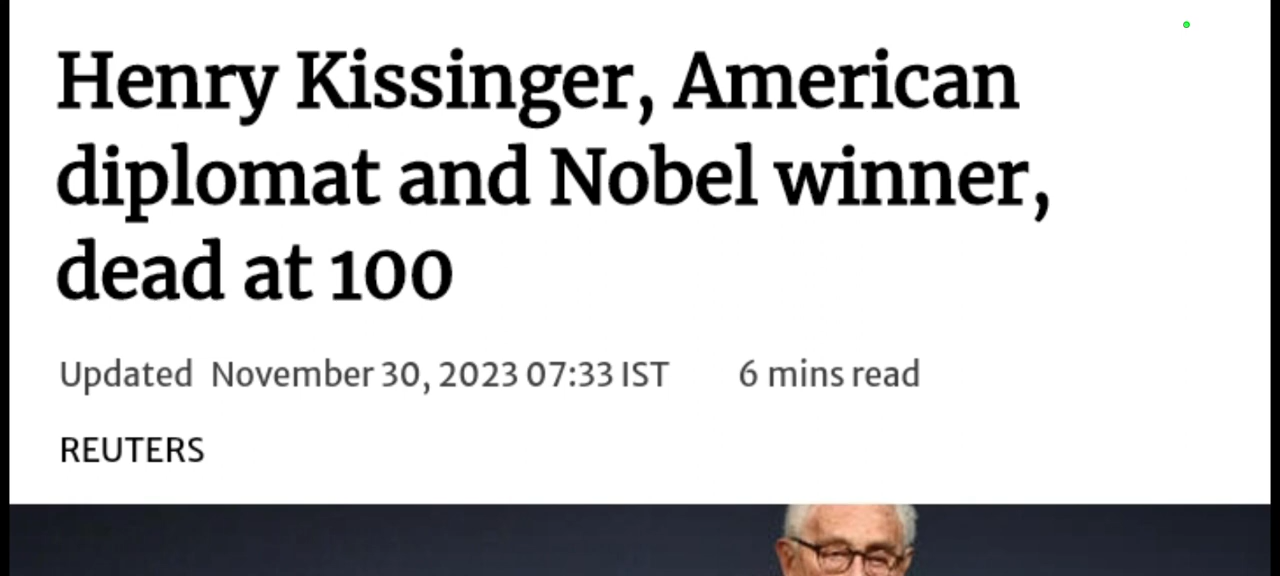 Henry Kissinger, American
diplomat and Nobel winner,
dead at 100
Updated November 30, 2023 07:33 IST 6 mins read
REUTERS